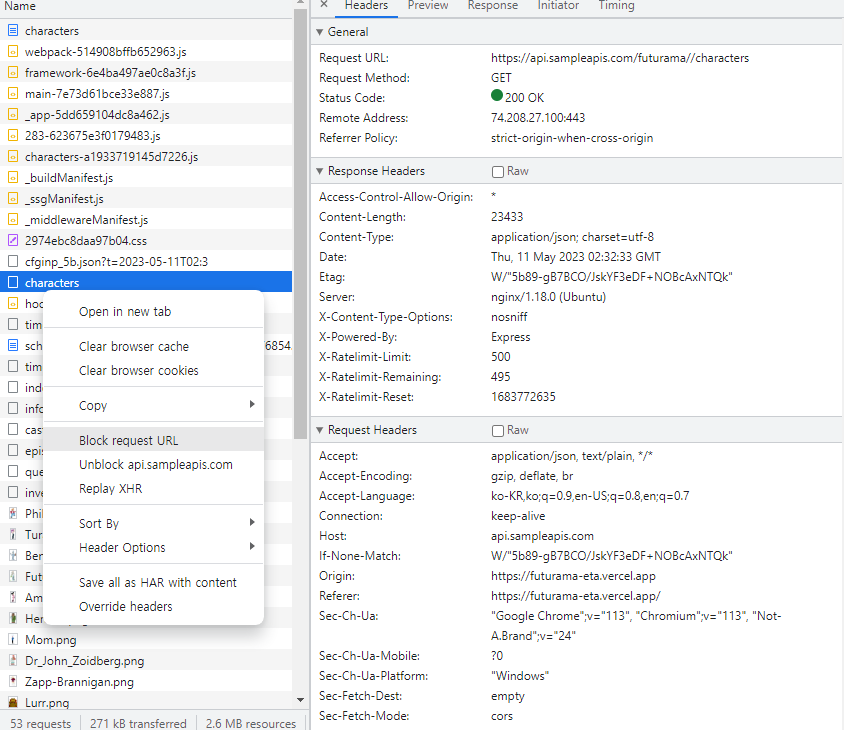 Name
characters
webpack-514908bffb652963.js
framework-6e4ba497ae0c8a3f.js
main-7e73d61bce33e887.js
_app-5dd659104dc8a462.js
283-623675e3f0179483.js
characters-a1933719145d7226.js
_buildManifest.js
_ssgManifest.js
_middlewareManifest.js
2974ebc8daa97b04.css
cfginp_5b.json?t=2023-05-11T02:3
characters
hoo
tim
sch
76854
tim
ind
info
cas
epis
que
inve
Phil
Tur
Ben
Fut
Am
Her
Mom.png
Dr_John_Zoidberg.png
Zapp-Brannigan.png
Lurr.png
53 requests
271 kB transferred
2.6 MB resources
Open in new tab
Clear browser cache
Clear browser cookies
Copy
Block request URL
Unblock api.sampleapis.com
Replay XHR
Sort By
Header Options
Save all as HAR with content
Override headers
× Headers Preview Response Initiator Timing
▼ General
Request URL: https://api.sampleapis.com/futurama//characters
Request Method: GET
Status Code: 200 OK
Remote Address: 74.208.27.100:443
Referrer Policy: strict-origin-when-cross-origin
▼ Response Headers Raw
Access-Control-Allow-Origin: *
Content-Length: 23433
Content-Type: application/json; charset=utf-8
Date: Thu, 11 May 2023 02:32:33 GMT
Etag: W/"5b89-gB7BCO/JskYF3eDF+NOBcAxNTQk"
Server: nginx/1.18.0 (Ubuntu)
X-Content-Type-Options: nosniff
X-Powered-By: Express
X-Ratelimit-Limit: 500
X-Ratelimit-Remaining: 495
X-Ratelimit-Reset: 1683772635
▼ Request Headers Raw
Accept: application/json, text/plain, */*
Accept-Encoding: gzip, deflate, br
Accept-Language: ko-KR,ko;q=0.9,en-US;q=0.8,en;q=0.7
Connection: keep-alive
Host: api.sampleapis.com
If-None-Match: W/"5b89-gB7BCO/JskYF3eDF+NOBcAxNTQk"
Origin: https://futurama-eta.vercel.app
Referer: https://futurama-eta.vercel.app/
Sec-Ch-Ua: "Google Chrome";v="113", "Chromium";v="113", "Not-
A.Brand";v="24"
Sec-Ch-Ua-Mobile: ?0
Sec-Ch-Ua-Platform: "Windows"
Sec-Fetch-Dest: empty
Sec-Fetch-Mode: cors